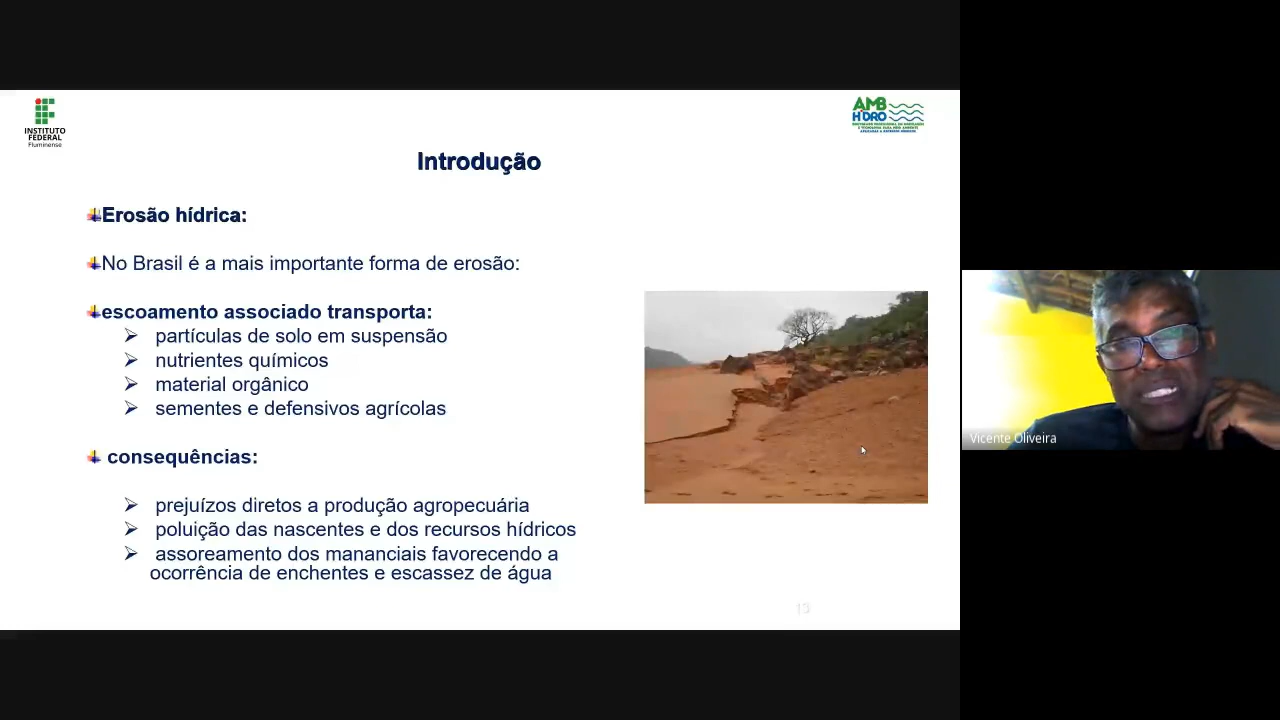 INSTITUTO
FEDERAL
Fluminense
AMB
HIDRO
Introdução
Erosão hídrica:
No Brasil é a mais importante forma de erosão:
escoamento associado transporta:
partículas de solo em suspensão
nutrientes químicos
material orgânico
sementes e defensivos agrícolas
consequências:
prejuízos diretos a produção agropecuária
poluição das nascentes e dos recursos hídricos
assoreamento dos mananciais favorecendo a
ocorrência de enchentes e escassez de água
Vicente Oliveira